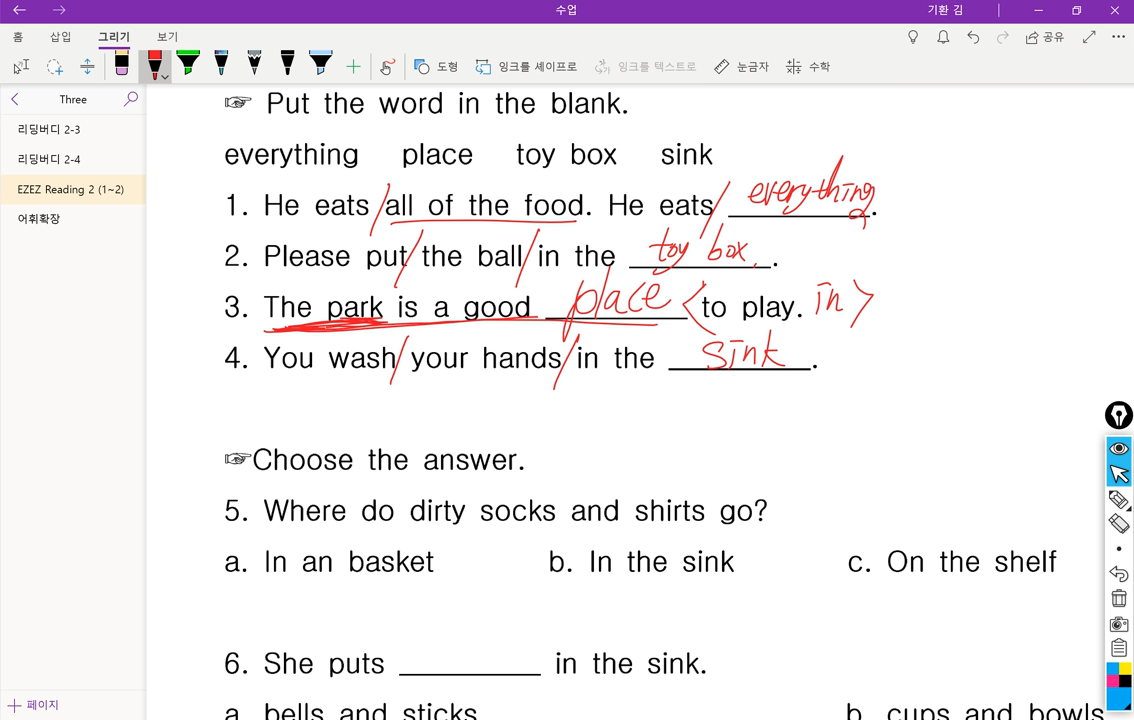 수업
기환 김
홈 삽입 그리기 보기
공유
도형 잉크를 셰이프로 잉크를 텍스트로 눈금자 수학
Three
리딩버디 2-3
리딩버디 2-4
EZEZ Reading 2 (1~2)
어휘확장
페이지
☞ Put the word in the blank.
everything place toy box sink
1. He eats / all of the food. He eats / everything.
2. Please put / the ball / in the toy box.
3. The park is a good place < to play. in >
4. You wash / your hands / in the sink.
☞Choose the answer.
5. Where do dirty socks and shirts go?
a. In an basket b. In the sink c. On the shelf
6. She puts __________ in the sink.
a. bells and sticks b. cups and bowls